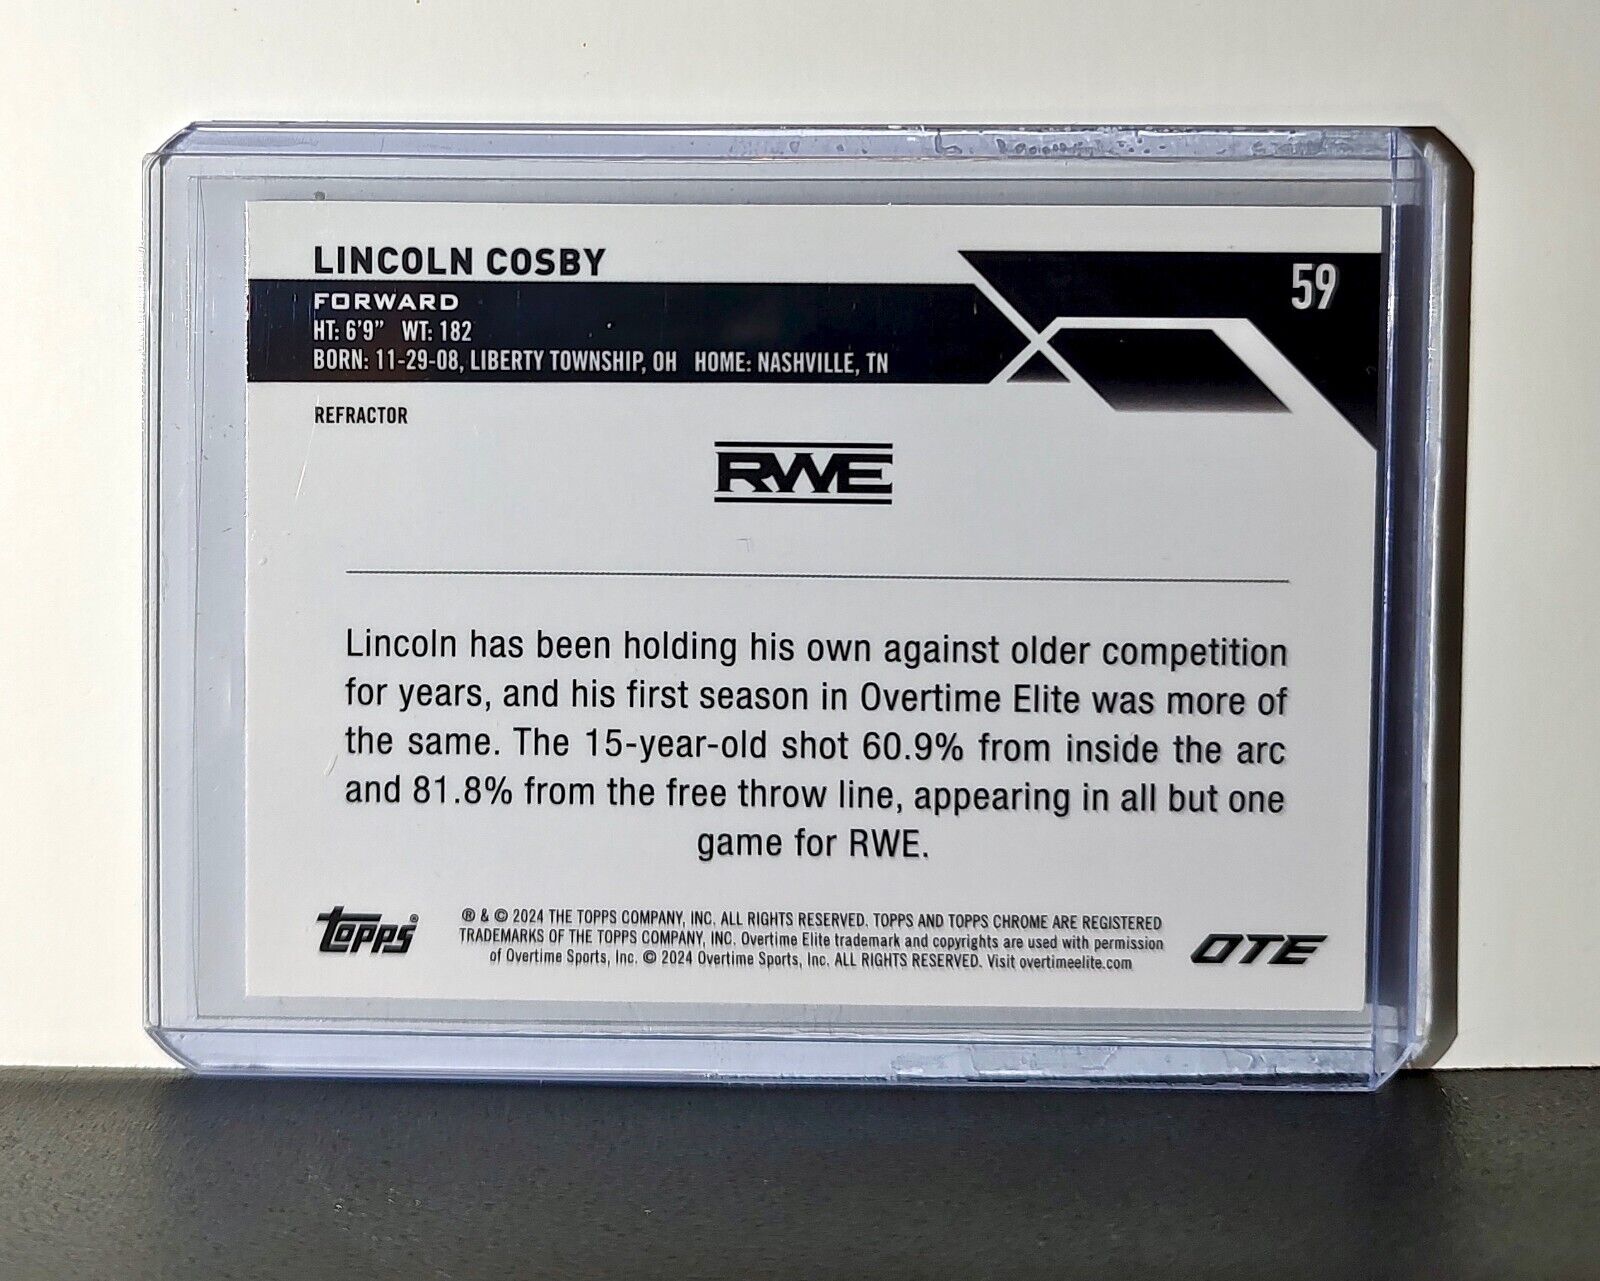 LINCOLN COSBY
59
FORWARD
HT: 6'9" WT: 182
BORN: 11-29-08, LIBERTY TOWNSHIP, OH HOME: NASHVILLE, TN
REFRACTOR
RWE
Lincoln has been holding his own against older competition
for years, and his first season in Overtime Elite was more of
the same. The 15-year-old shot 60.9% from inside the arc
and 81.8% from the free throw line, appearing in all but one
game for RWE.
topps®
® & © 2024 THE TOPPS COMPANY, INC. ALL RIGHTS RESERVED. TOPPS AND TOPPS CHROME ARE REGISTERED
TRADEMARKS OF THE TOPPS COMPANY, INC. Overtime Elite trademark and copyrights are used with permission
of Overtime Sports, Inc. © 2024 Overtime Sports, Inc. ALL RIGHTS RESERVED. Visit overtimeelite.com
OTE